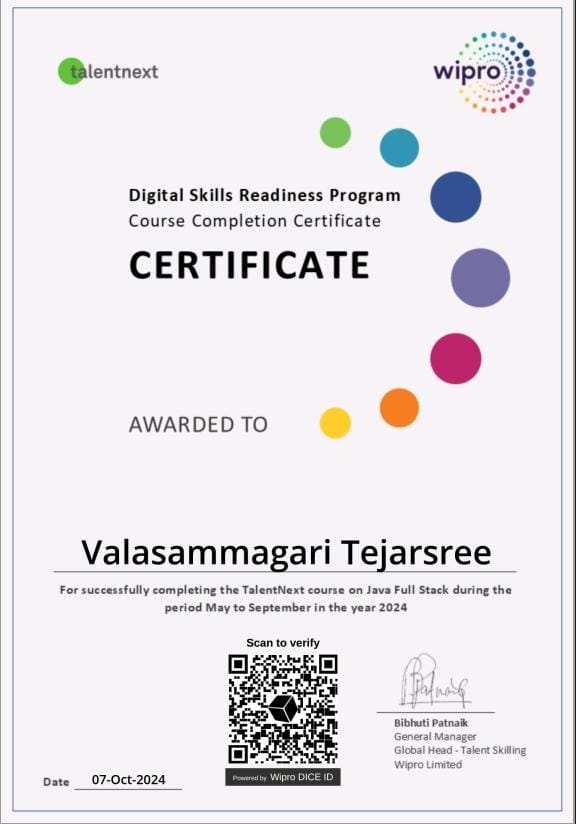 talentnext
wipro
Digital Skills Readiness Program
Course Completion Certificate
CERTIFICATE
AWARDED TO
Valasammagari Tejarsree
For successfully completing the TalentNext course on Java Full Stack during the
period May to September in the year 2024
Scan to verify
Powered by Wipro DICE ID
BPatnaik
Bibhuti Patnaik
General Manager
Global Head - Talent Skilling
Wipro Limited
Date 07-Oct-2024